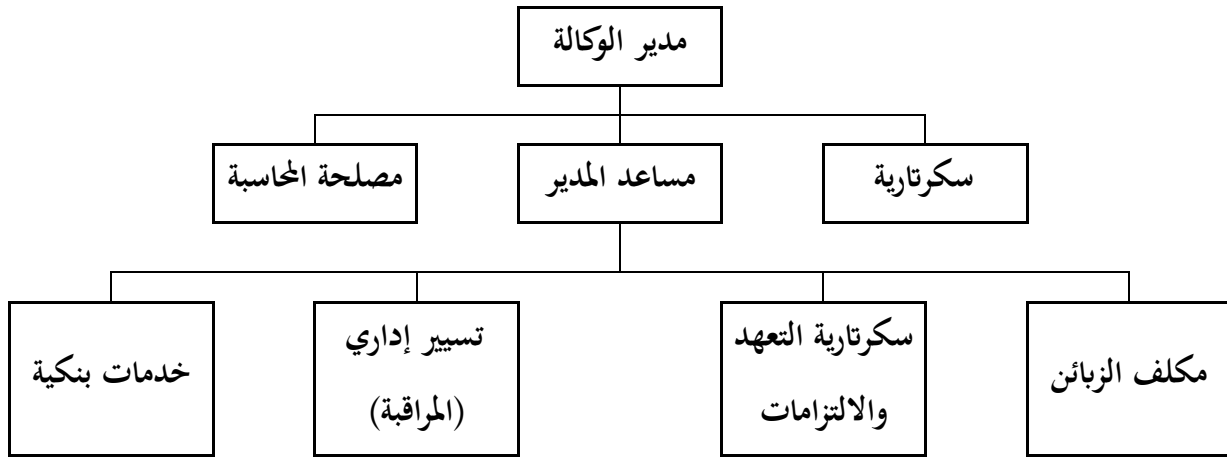 مدير الوكالة
سكرتارية
مساعد المدير
مصلحة المحاسبة
مكلف الزبائن
سكرتارية التعهد
والالتزامات
تسيير إداري
(المراقبة)
خدمات بنكية